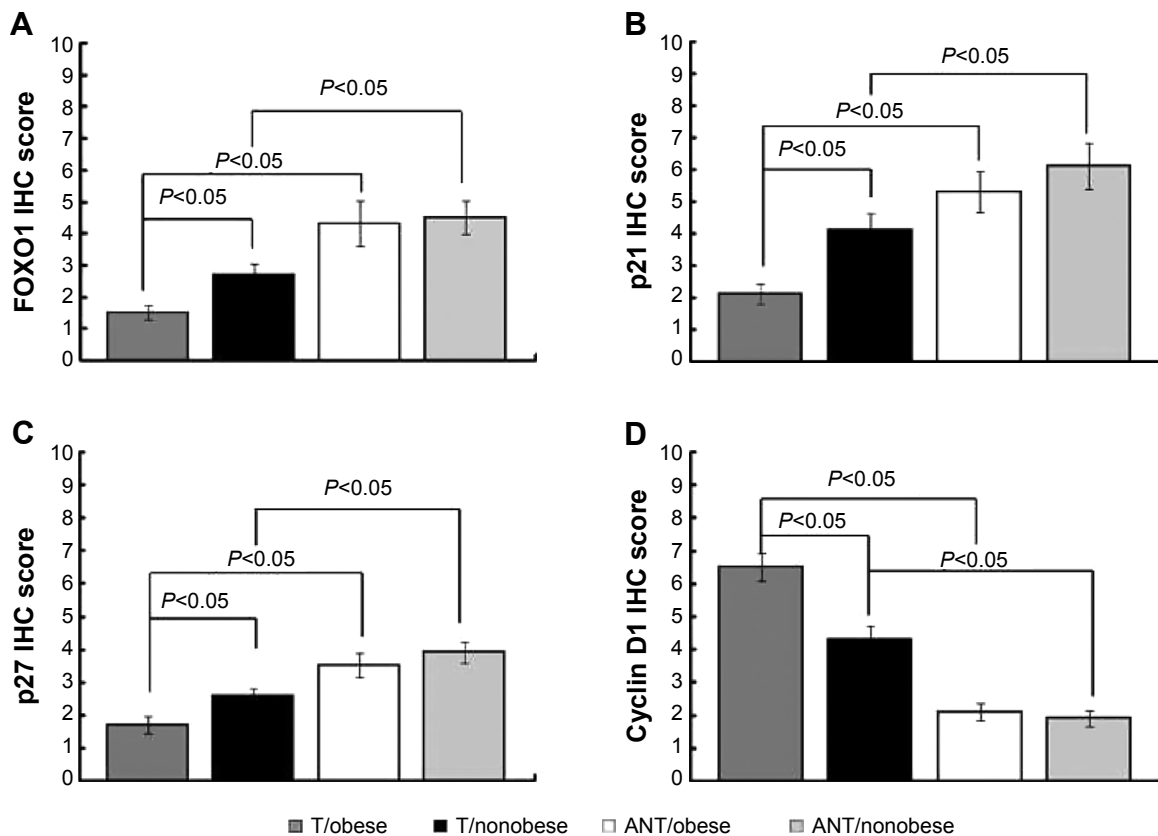 A
FOXO1 IHC score
10
9
8
7
6
5
4
3
2
1
0
P<0.05
P<0.05
P<0.05
B
p21 IHC score
10
9
8
7
6
5
4
3
2
1
0
P<0.05
P<0.05
P<0.05
C
p27 IHC score
10
9
8
7
6
5
4
3
2
1
0
P<0.05
P<0.05
P<0.05
D
Cyclin D1 IHC score
10
9
8
7
6
5
4
3
2
1
0
P<0.05
P<0.05
P<0.05
T/obese T/nonobese ANT/obese ANT/nonobese